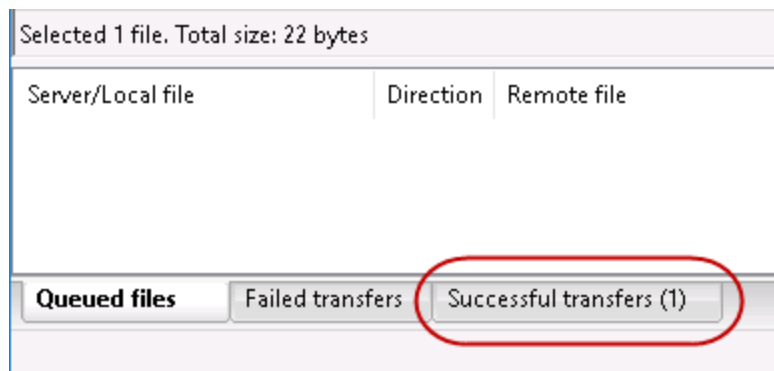 Selected 1 file. Total size: 22 bytes
Server/Local file Direction Remote file
Queued files Failed transfers Successful transfers (1)